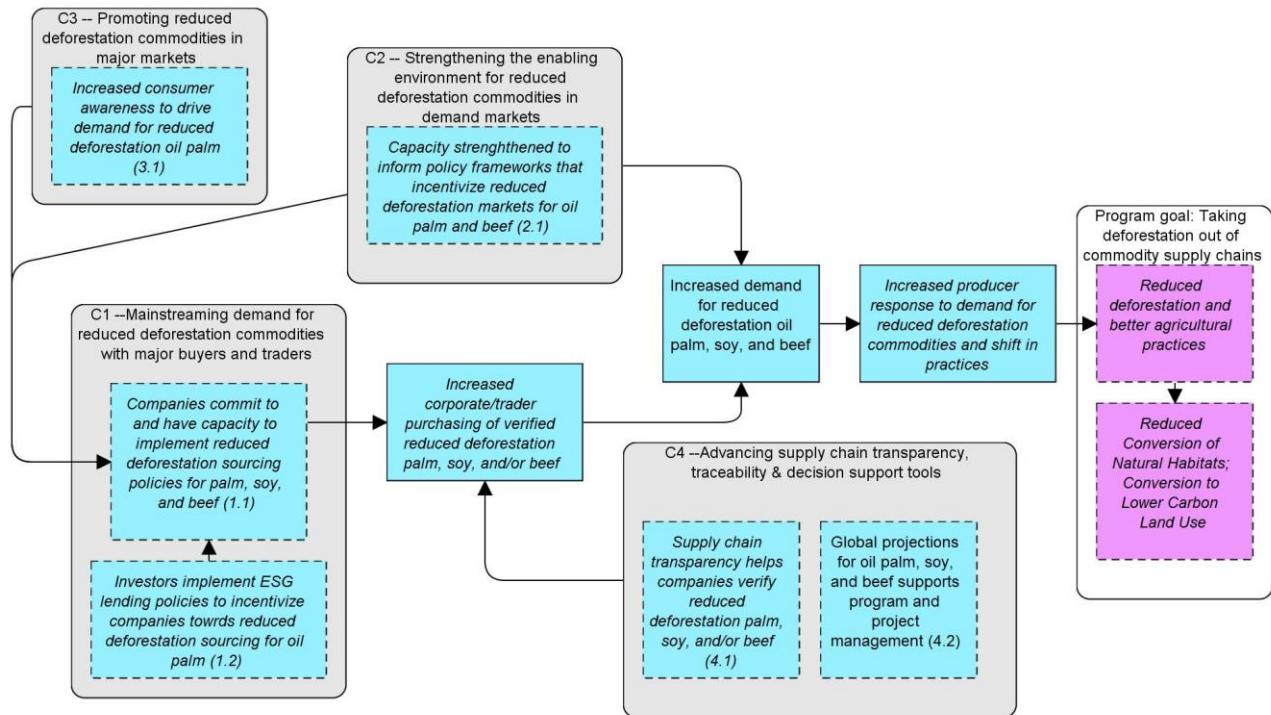 C3 -- Promoting reduced
deforestation commodities in
major markets
Increased consumer
awareness to drive
demand for reduced
deforestation oil palm
(3.1)
C2 -- Strengthening the enabling
environment for reduced
deforestation commodities in
demand markets
Capacity strenghthened to
inform policy frameworks that
incentivize reduced
deforestation markets for oil
palm and beef (2.1)
C1 --Mainstreaming demand for
reduced deforestation commodities
with major buyers and traders
Companies commit to
and have capacity to
implement reduced
deforestation sourcing
policies for palm, soy,
and beef (1.1)
Investors implement ESG
lending policies to incentivize
companies towrds reduced
deforestation sourcing for oil
palm (1.2)
Increased
corporate/trader
purchasing of verified
reduced deforestation
palm, soy, and/or beef
C4 --Advancing supply chain transparency,
traceability & decision support tools
Supply chain
transparency helps
companies verify
reduced
deforestation palm,
soy, and/or beef
(4.1)
Global projections
for oil palm, soy,
and beef supports
program and
project
management (4.2)
Increased demand
for reduced
deforestation oil
palm, soy, and beef
Increased producer
response to demand for
reduced deforestation
commodities and shift in
practices
Program goal: Taking
deforestation out of
commodity supply chains
Reduced
deforestation and
better agricultural
practices
Reduced
Conversion of
Natural Habitats;
Conversion to
Lower Carbon
Land Use